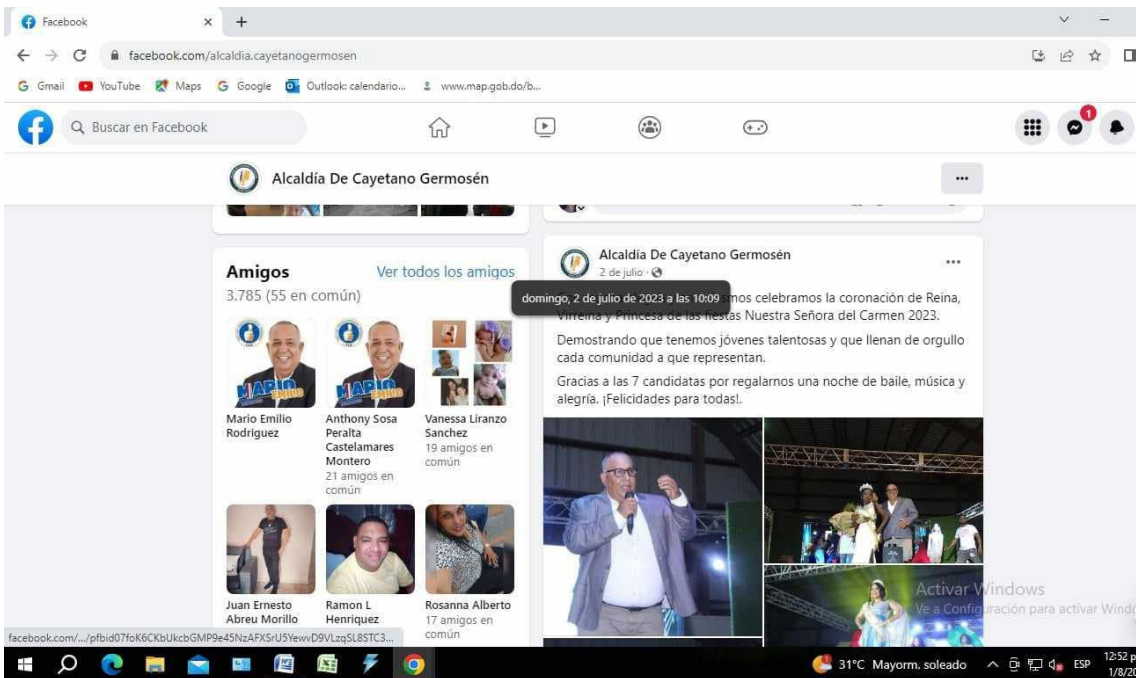 Facebook
facebook.com/alcaldia.cayetanogermosen
Gmail YouTube Maps Google Outlook: calendario... www.map.gob.do/b...
Buscar en Facebook
1
Alcaldía De Cayetano Germosén
Amigos
Ver todos los amigos
3.785 (55 en común)
Mario Emilio
Rodriguez
Anthony Sosa
Peralta
Castelamares
Montero
21 amigos en
común
Vanessa Liranzo
Sanchez
19 amigos en
común
Juan Ernesto
Abreu Morillo
Ramon L
Henriquez
Rosanna Alberto
17 amigos en
común
Alcaldía De Cayetano Germosén
2 de julio
domingo, 2 de julio de 2023 a las 10:09
smos celebramos la coronación de Reina,
Virreina y Princesa de las fiestas Nuestra Señora del Carmen 2023.
Demostrando que tenemos jóvenes talentosas y que llenan de orgullo
cada comunidad a que representan.
Gracias a las 7 candidatas por regalarnos una noche de baile, música y
alegría. ¡Felicidades para todas!.
MARIO
MARIO
Activar Windows
Ve a Configuración para activar Wind
facebook.com/.../pfbid07foK6CKbUkcbGMP9e45NzAFXSrU5YewvD9VLzqSL8STC3...
31°C Mayorm. soleado
ESP
12:52 p
1/8/20